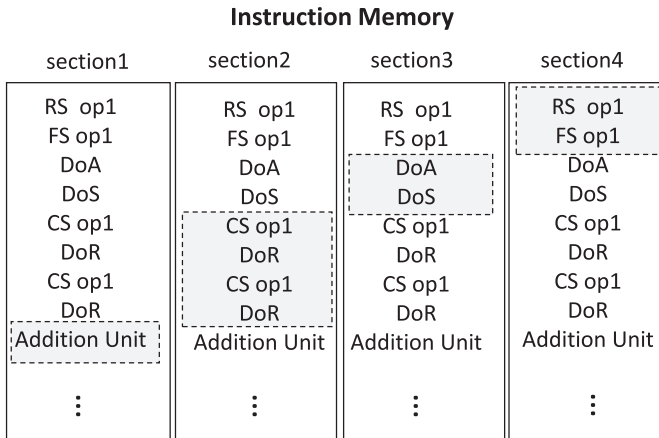 Instruction Memory
section1
RS op1
FS op1
DoA
DoS
CS op1
DoR
CS op1
DoR
Addition Unit
⋮
section2
RS op1
FS op1
DoA
DoS
CS op1
DoR
CS op1
DoR
Addition Unit
⋮
section3
RS op1
FS op1
DoA
DoS
CS op1
DoR
CS op1
DoR
Addition Unit
⋮
section4
RS op1
FS op1
DoA
DoS
CS op1
DoR
CS op1
DoR
Addition Unit
⋮